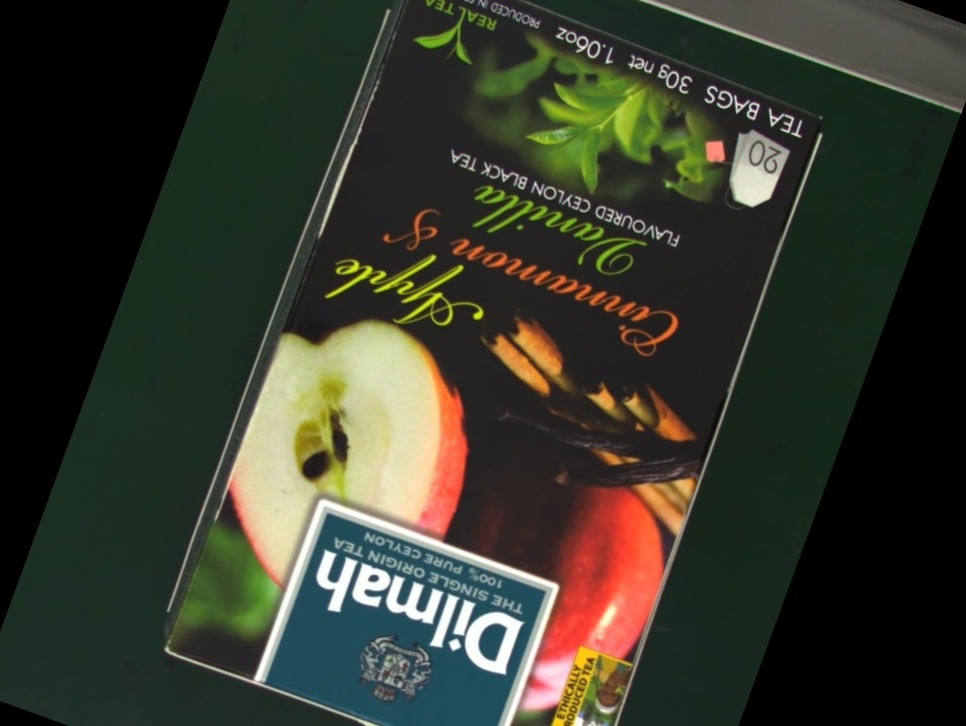 Dilmah
THE SINGLE ORIGIN TEA
100% PURE CEYLON
ETHICALLY
PRODUCED TEA
Apple
Cinnamon &
Vanilla
FLAVOURED CEYLON BLACK TEA
20
TEA BAGS 30g net 1.06oz
PRODUCED IN
REAL TEA